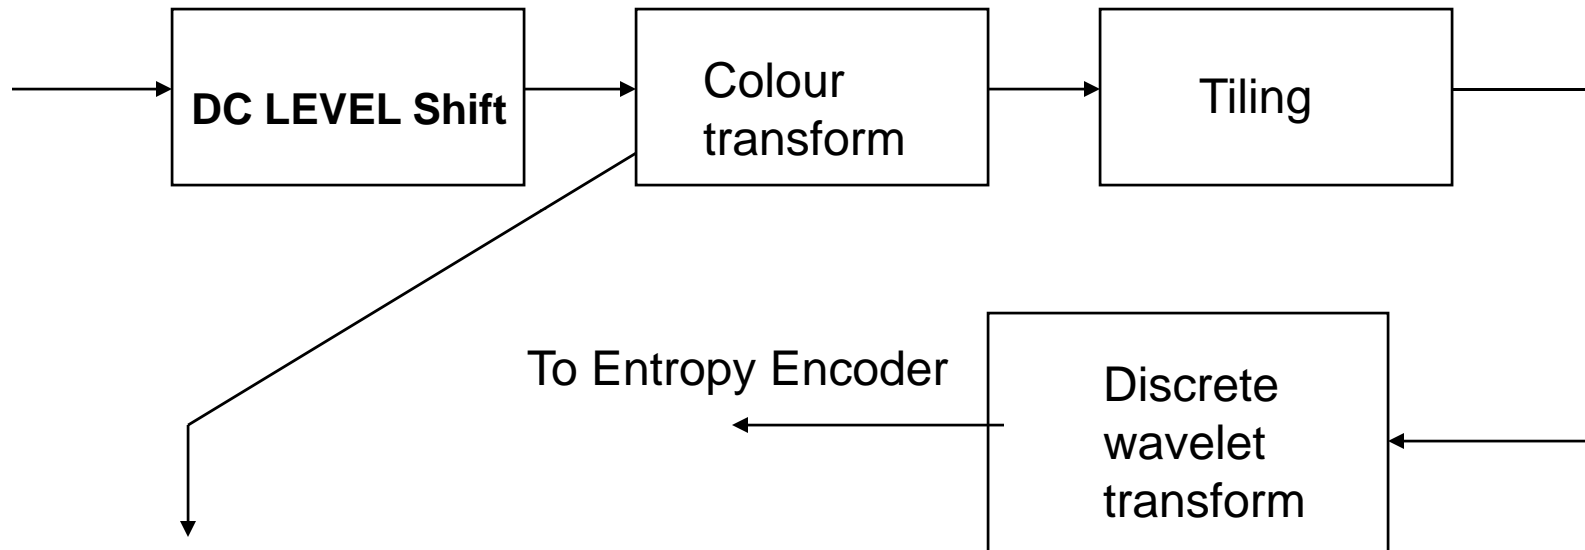 DC LEVEL Shift
Colour
transform
Tiling
To Entropy Encoder
Discrete
wavelet
transform